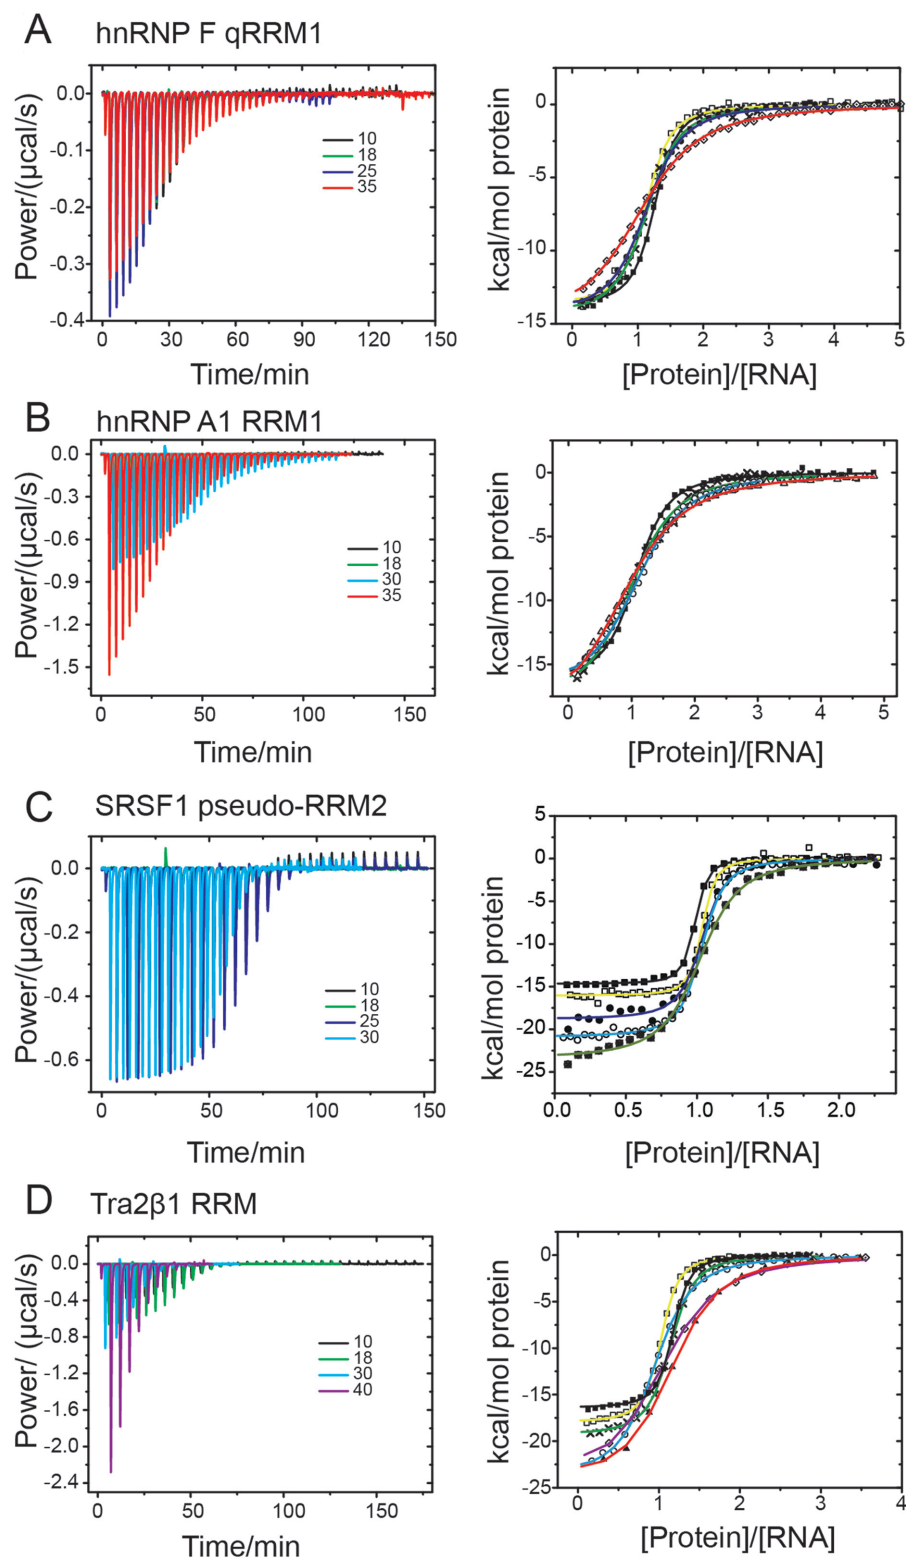 A hnRNP F qRRM1
Power/(µcal/s)
0.0
-0.1
-0.2
-0.3
-0.4
0 30 60 90 120 150
Time/min
10
18
25
35
kcal/mol protein
0
-5
-10
-15
0 1 2 3 4 5
[Protein]/[RNA]
B hnRNP A1 RRM1
Power/(µcal/s)
0.0
-0.3
-0.6
-0.9
-1.2
-1.5
0 50 100 150
Time/min
10
18
30
35
kcal/mol protein
0
-5
-10
-15
0 1 2 3 4 5
[Protein]/[RNA]
C SRSF1 pseudo-RRM2
Power/(µcal/s)
0.0
-0.2
-0.4
-0.6
0 50 100 150
Time/min
10
18
25
30
kcal/mol protein
5
0
-5
-10
-15
-20
-25
0.0 0.5 1.0 1.5 2.0
[Protein]/[RNA]
D Tra2β1 RRM
Power/ (µcal/s)
0.0
-0.4
-0.8
-1.2
-1.6
-2.0
-2.4
0 50 100 150
Time/min
10
18
30
40
kcal/mol protein
0
-5
-10
-15
-20
-25
0 1 2 3 4
[Protein]/[RNA]